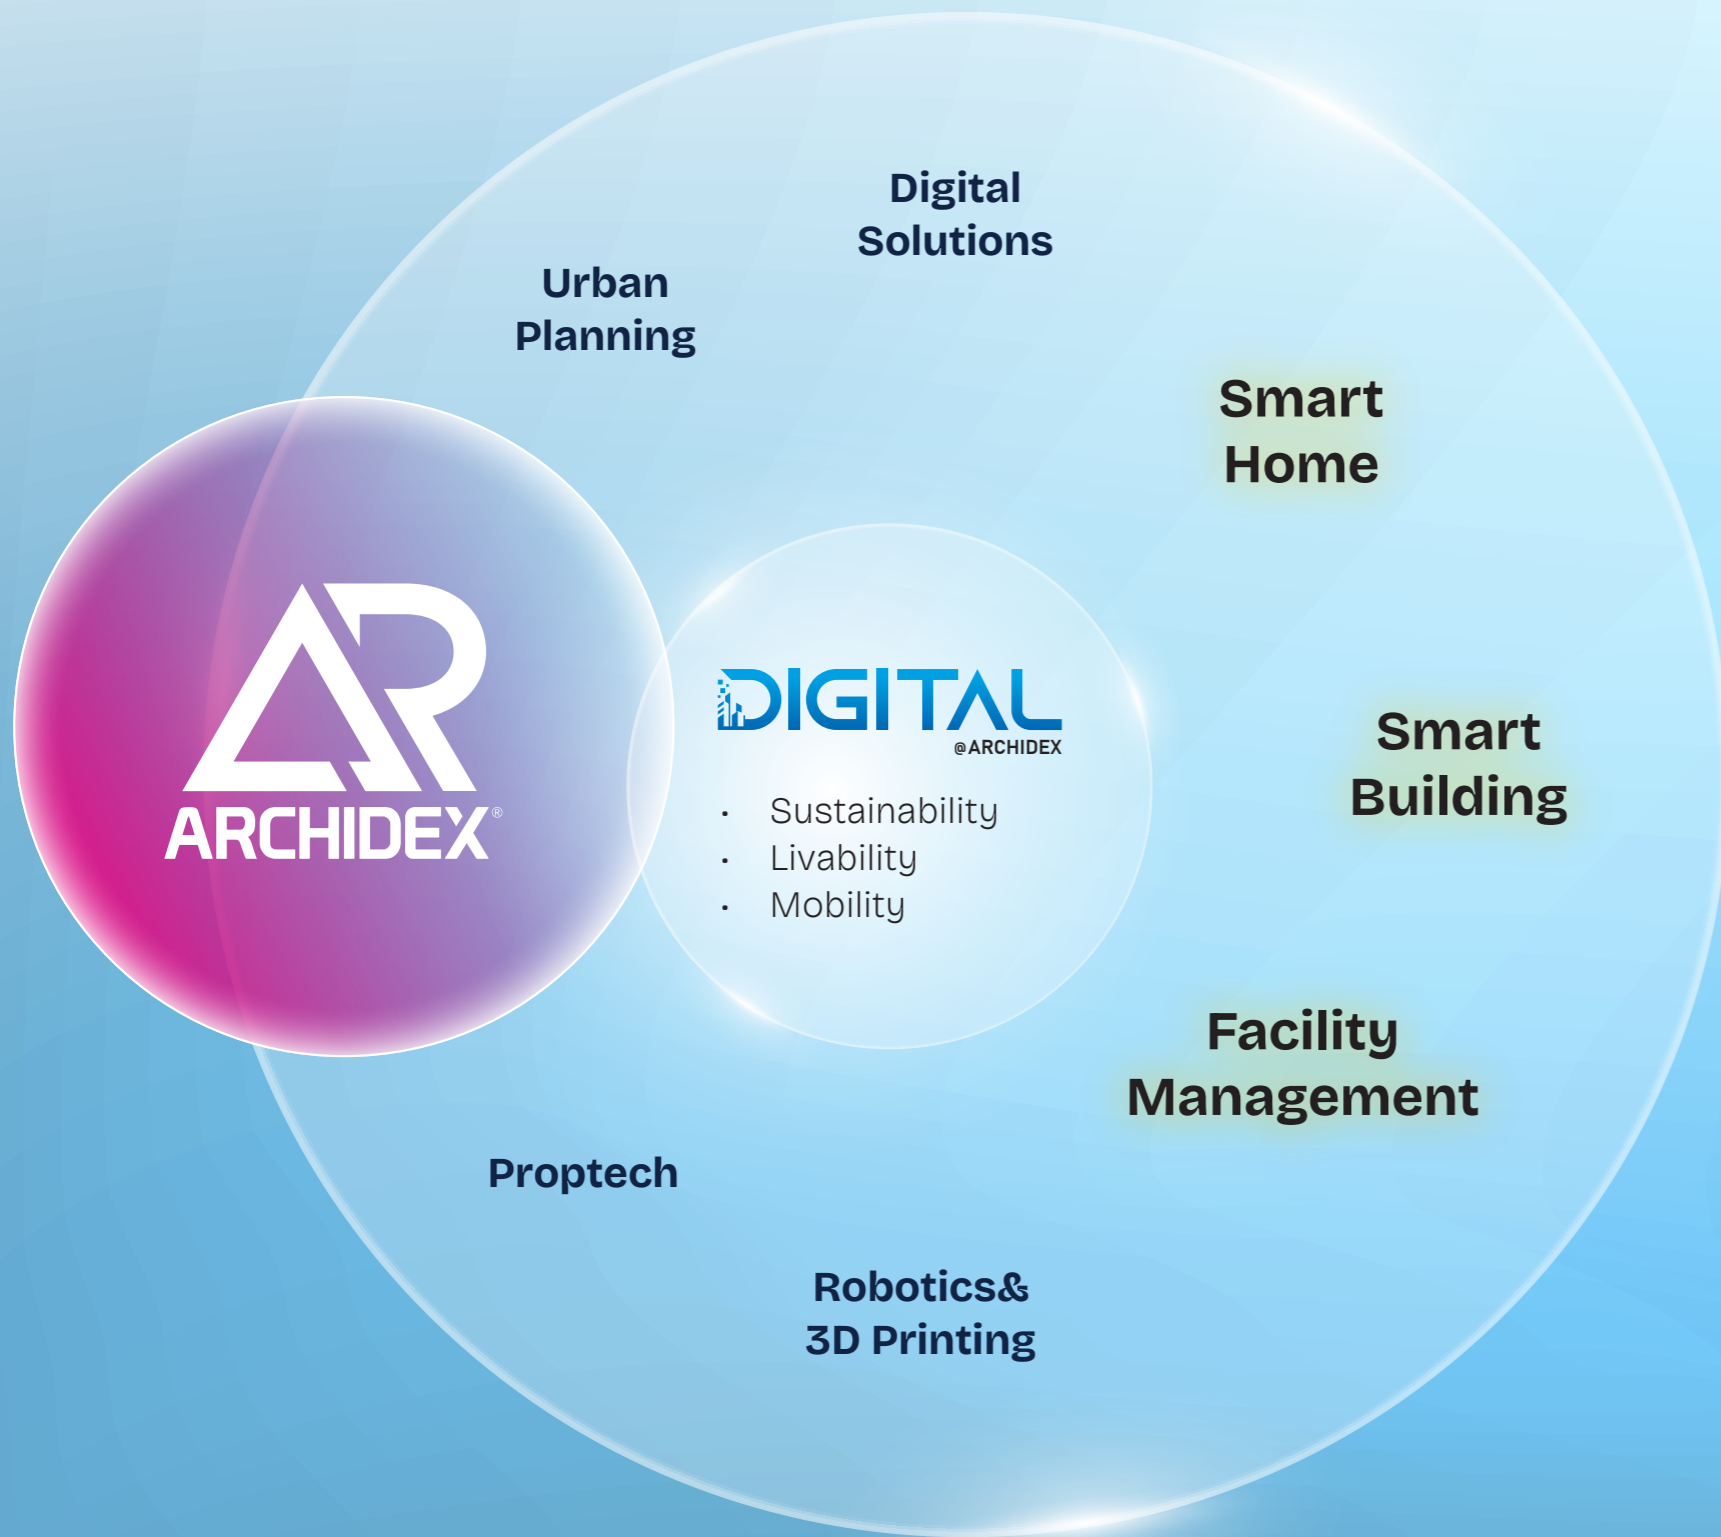 Digital
Solutions
Urban
Planning
Smart
Home
AR
ARCHIDEX®
DIGITAL
@ARCHIDEX
• Sustainability
• Livability
• Mobility
Smart
Building
Facility
Management
Proptech
Robotics&
3D Printing